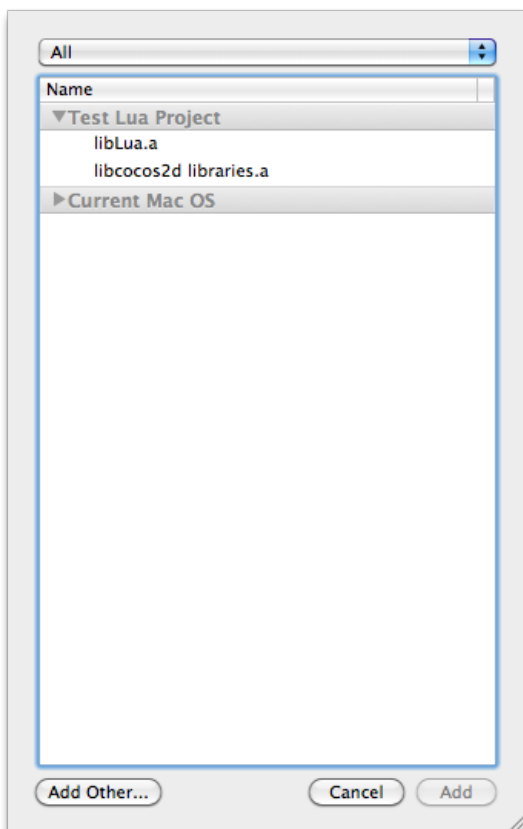 All
Name
Test Lua Project
libLua.a
libcocos2d libraries.a
Current Mac OS
Add Other...
Cancel
Add